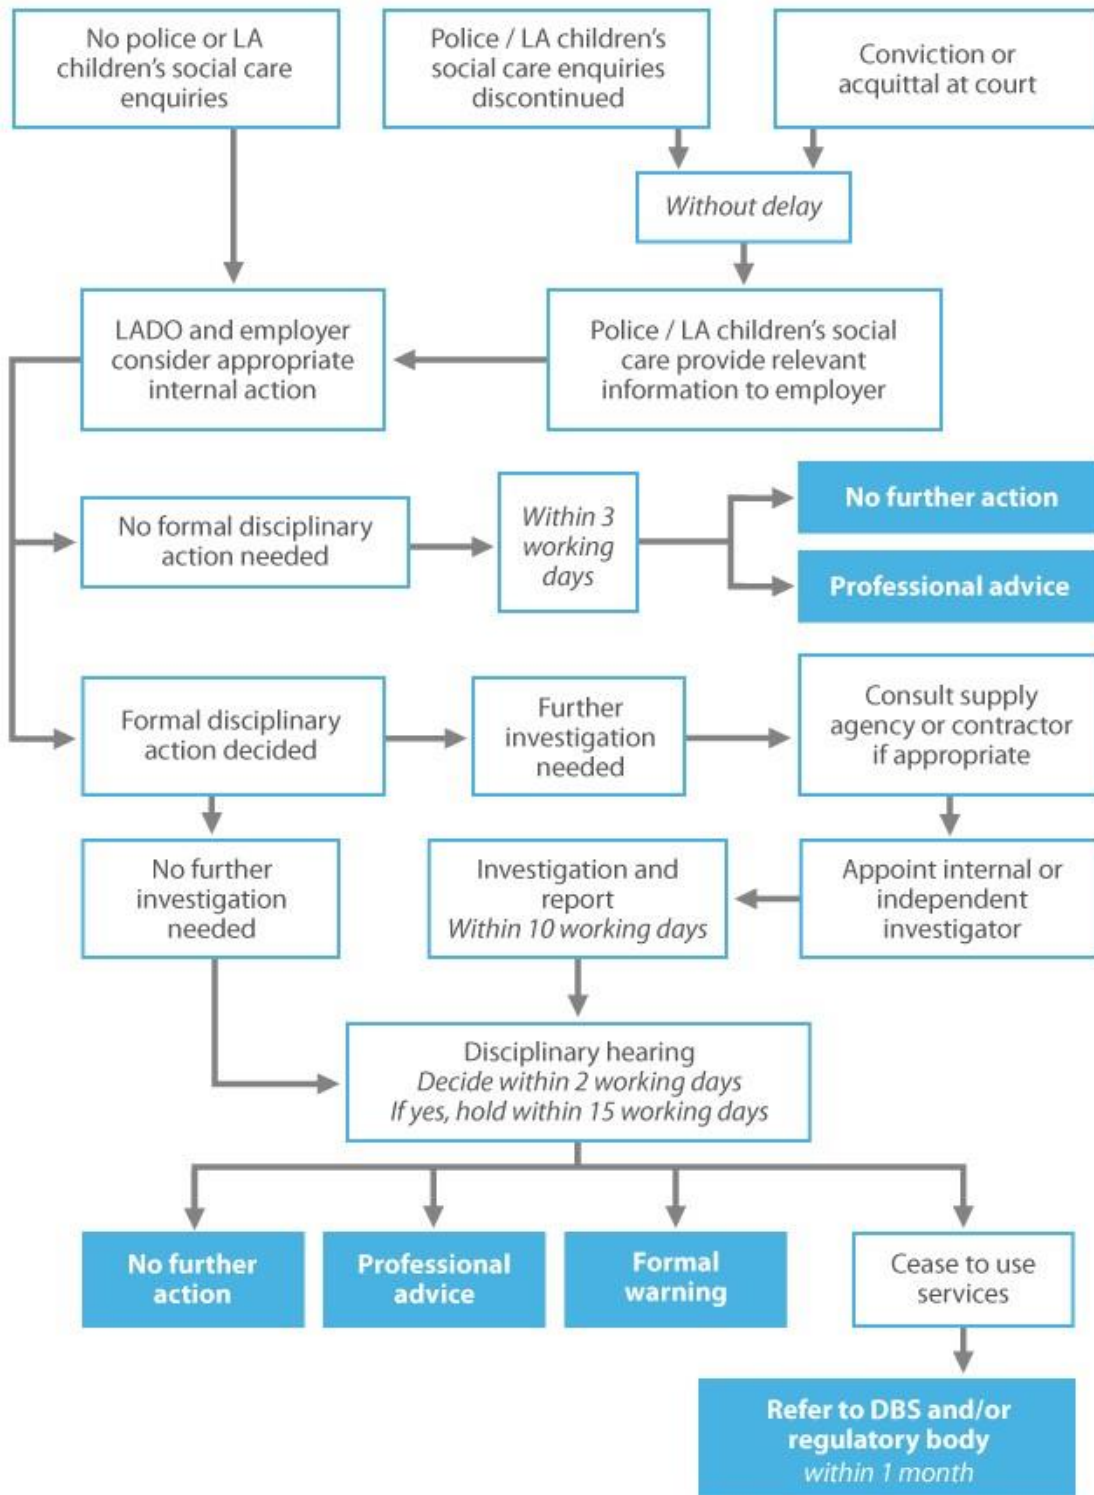 No police or LA
children's social care
enquiries
Police / LA children's
social care enquiries
discontinued
Conviction or
acquittal at court
Without delay
LADO and employer
consider appropriate
internal action
Police / LA children's social
care provide relevant
information to employer
No formal disciplinary
action needed
Within 3
working
days
No further action
Professional advice
Formal disciplinary
action decided
Further
investigation
needed
Consult supply
agency or contractor
if appropriate
No further
investigation
needed
Investigation and
report
Within 10 working days
Appoint internal or
independent
investigator
Disciplinary hearing
Decide within 2 working days
If yes, hold within 15 working days
No further
action
Professional
advice
Formal
warning
Cease to use
services
Refer to DBS and/or
regulatory body
within 1 month